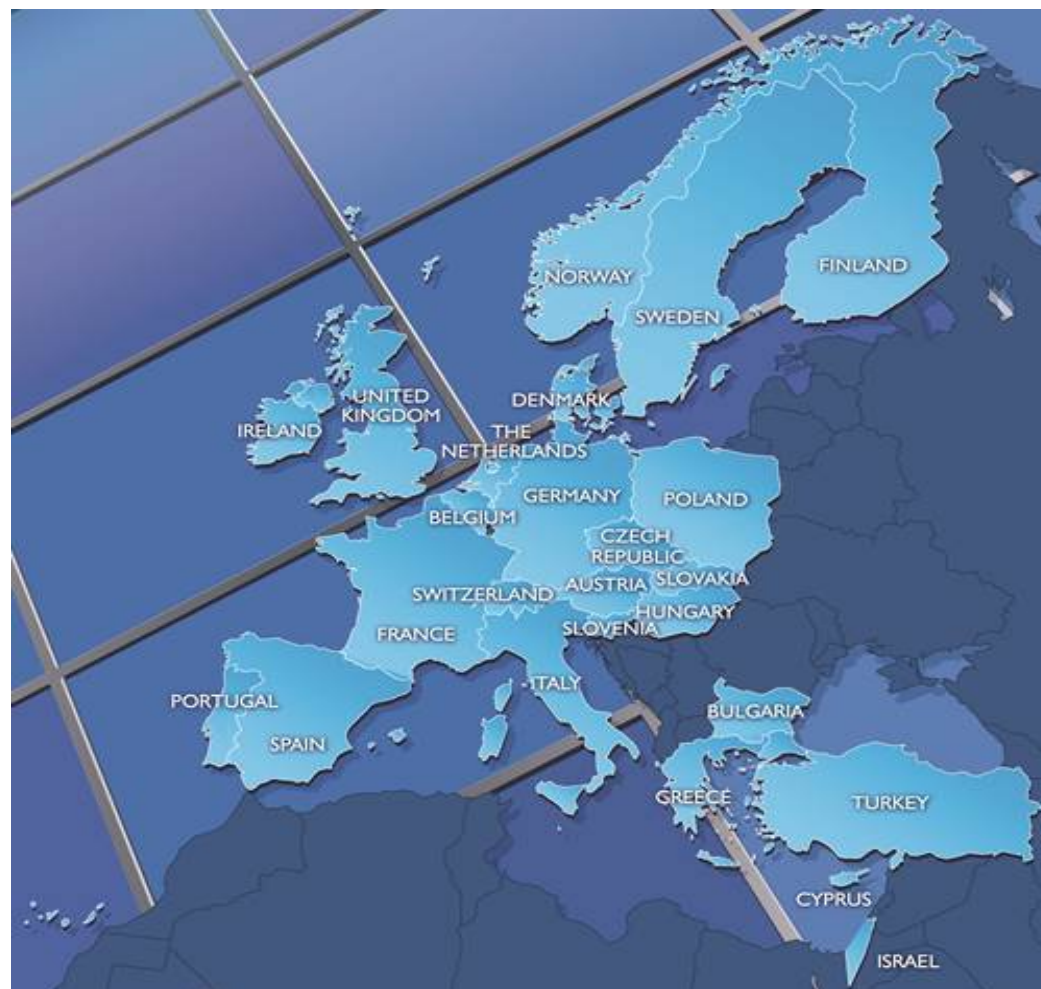 NORWAY
FINLAND
SWEDEN
DENMARK
UNITED
KINGDOM
IRELAND
THE
NETHERLANDS
GERMANY
POLAND
BELGIUM
CZECH
REPUBLIC
SLOVAKIA
AUSTRIA
SWITZERLAND
HUNGARY
SLOVENIA
FRANCE
ITALY
PORTUGAL
BULGARIA
SPAIN
GREECE
TURKEY
CYPRUS
ISRAEL